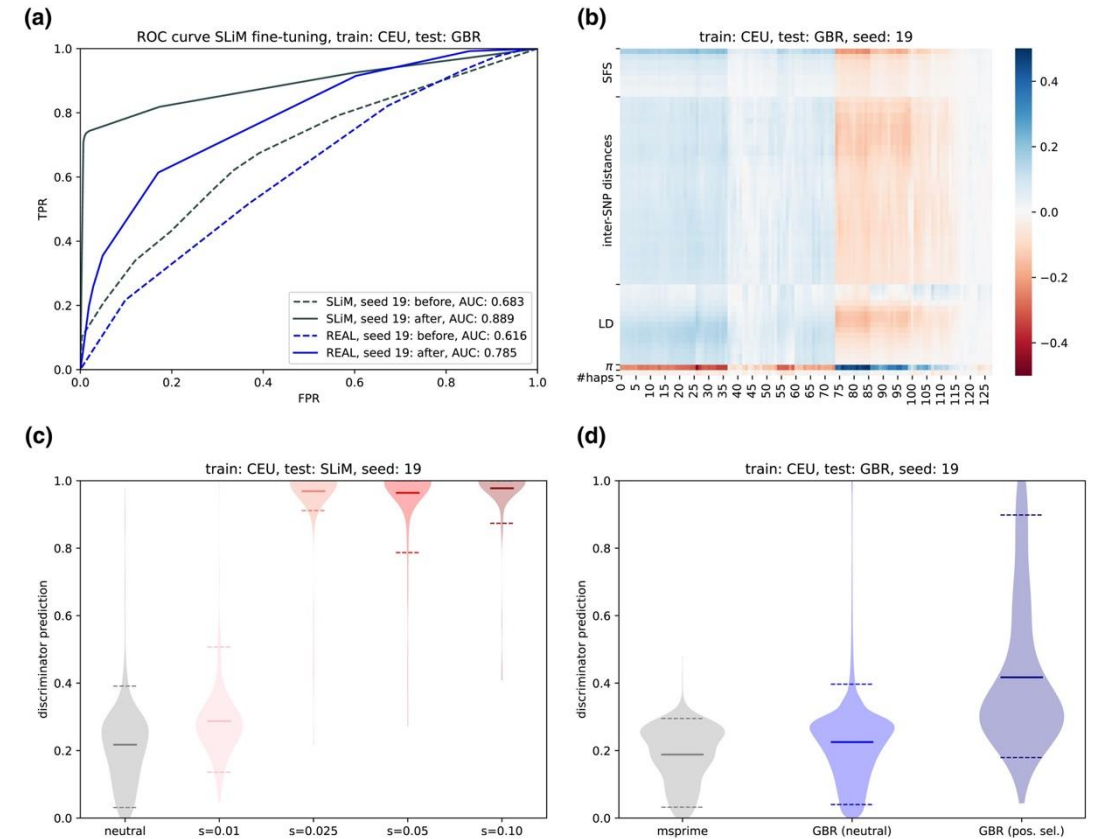 (a)
ROC curve SLiM fine-tuning, train: CEU, test: GBR
1.0
0.8
0.6
0.4
0.2
0.0
TPR
0.0 0.2 0.4 0.6 0.8 1.0
FPR
SLiM, seed 19: before, AUC: 0.683
SLiM, seed 19: after, AUC: 0.889
REAL, seed 19: before, AUC: 0.616
REAL, seed 19: after, AUC: 0.785
(b)
train: CEU, test: GBR, seed: 19
SFS
inter-SNP distances
LD
π
#haps
0 5 10 15 20 25 30 35 40 45 50 55 60 65 70 75 80 85 90 95 100 105 110 115 120 125
0.4
0.2
0.0
−0.2
−0.4
(c)
train: CEU, test: SLiM, seed: 19
1.0
0.8
0.6
0.4
0.2
0.0
discriminator prediction
neutral s=0.01 s=0.025 s=0.05 s=0.10
(d)
train: CEU, test: GBR, seed: 19
1.0
0.8
0.6
0.4
0.2
0.0
discriminator prediction
msprime GBR (neutral) GBR (pos. sel.)